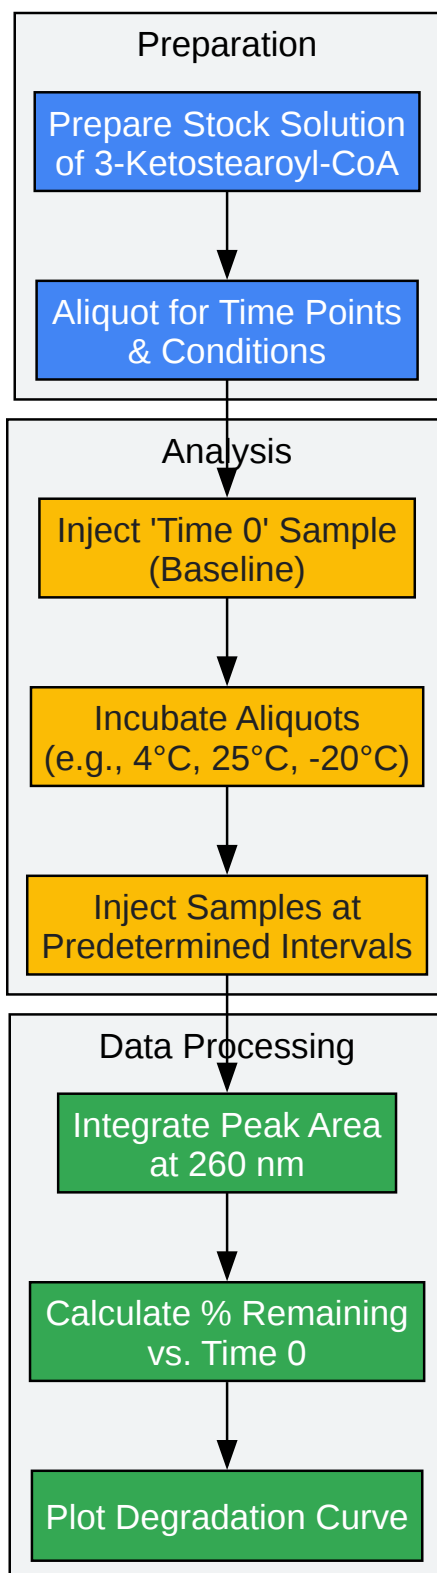 Preparation
Prepare Stock Solution
of 3-Ketostearoyl-CoA
Aliquot for Time Points
& Conditions
Analysis
Inject 'Time 0' Sample
(Baseline)
Incubate Aliquots
(e.g., 4°C, 25°C, -20°C)
Inject Samples at
Predetermined Intervals
Data Processing
Integrate Peak Area
at 260 nm
Calculate % Remaining
vs. Time 0
Plot Degradation Curve